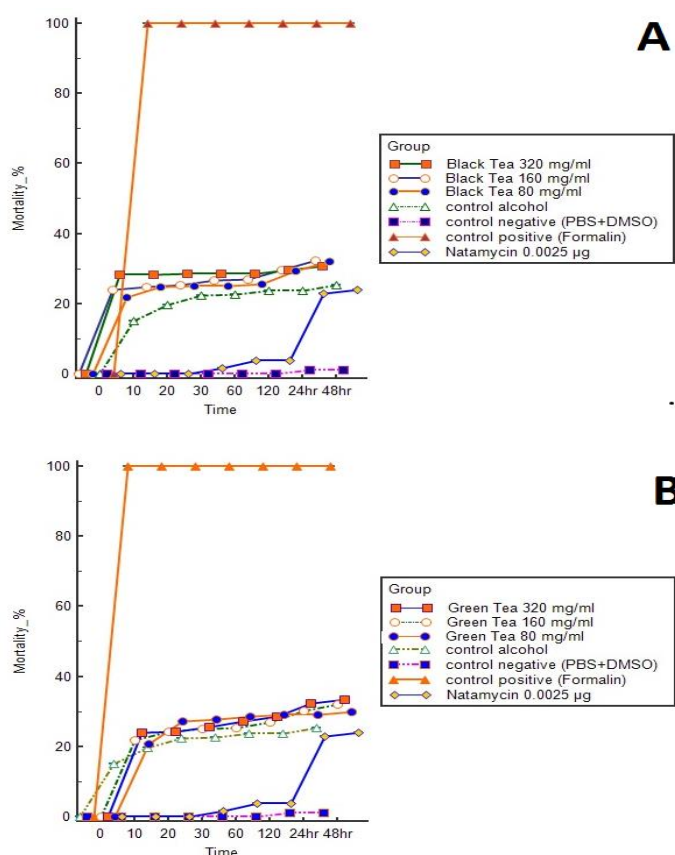 A
Mortality_%
100
80
60
40
20
0
0 10 20 30 60 120 24hr 48hr
Time
Group
Black Tea 320 mg/ml
Black Tea 160 mg/ml
Black Tea 80 mg/ml
control alcohol
control negative (PBS+DMSO)
control positive (Formalin)
Natamycin 0.0025 µg
B
Mortality_%
100
80
60
40
20
0
0 10 20 30 60 120 24hr 48hr
Time
Group
Green Tea 320 mg/ml
Green Tea 160 mg/ml
Green Tea 80 mg/ml
control alcohol
control negative (PBS+DMSO)
control positive (Formalin)
Natamycin 0.0025 µg